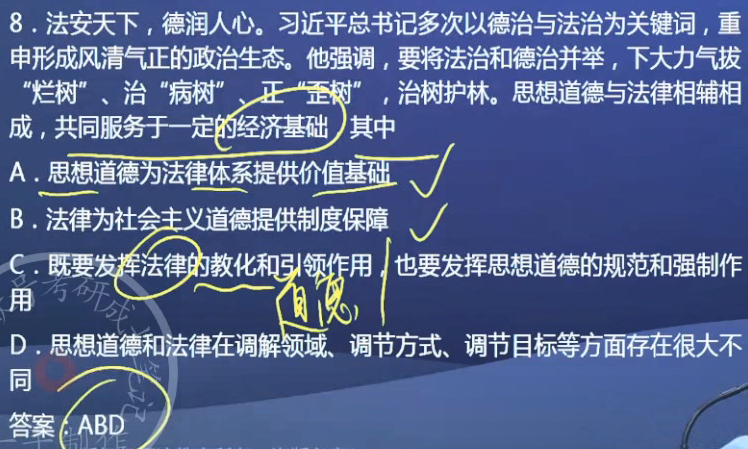 8．法安天下，德润人心。习近平总书记多次以德治与法治为关键词，重
申形成风清气正的政治生态。他强调，要将法治和德治并举，下大力气拔
“烂树”、治“病树”、正“歪树”，治树护林。思想道德与法律相辅相
成，共同服务于一定的经济基础，其中
A．思想道德为法律体系提供价值基础
B．法律为社会主义道德提供制度保障
C．既要发挥法律的教化和引领作用，也要发挥思想道德的规范和强制作
用
道德
D．思想道德和法律在调解领域、调节方式、调节目标等方面存在很大不
同
答案：ABD